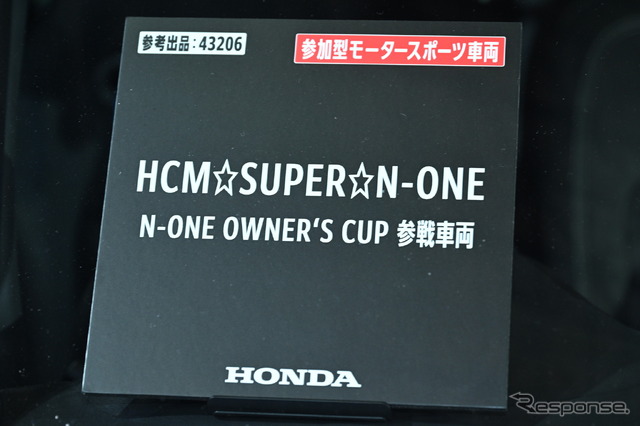 参考出品：43206
参加型モータースポーツ車両
HCM☆SUPER☆N-ONE
N-ONE OWNER‘S CUP 参戦車両
HONDA
Response.